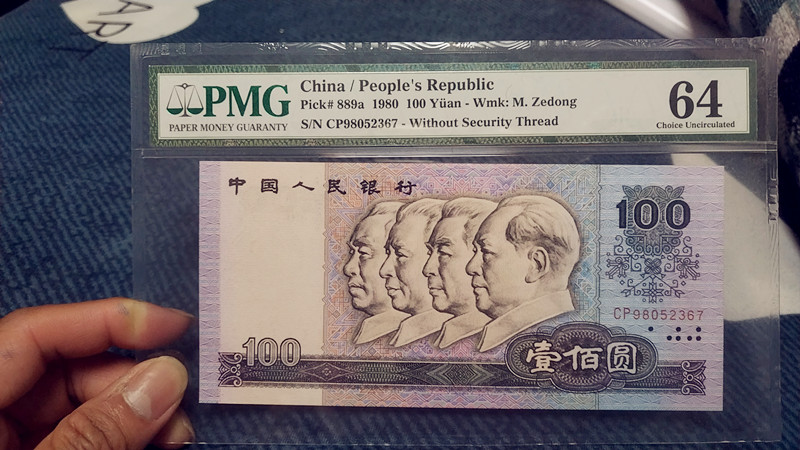 AR
PMG
PAPER MONEY GUARANTY
China / People's Republic
Pick# 889a 1980 100 Yüan - Wmk: M. Zedong
S/N CP98052367 - Without Security Thread
64
Choice Uncirculated
中国人民银行
100
CP98052367
100
壹佰圆